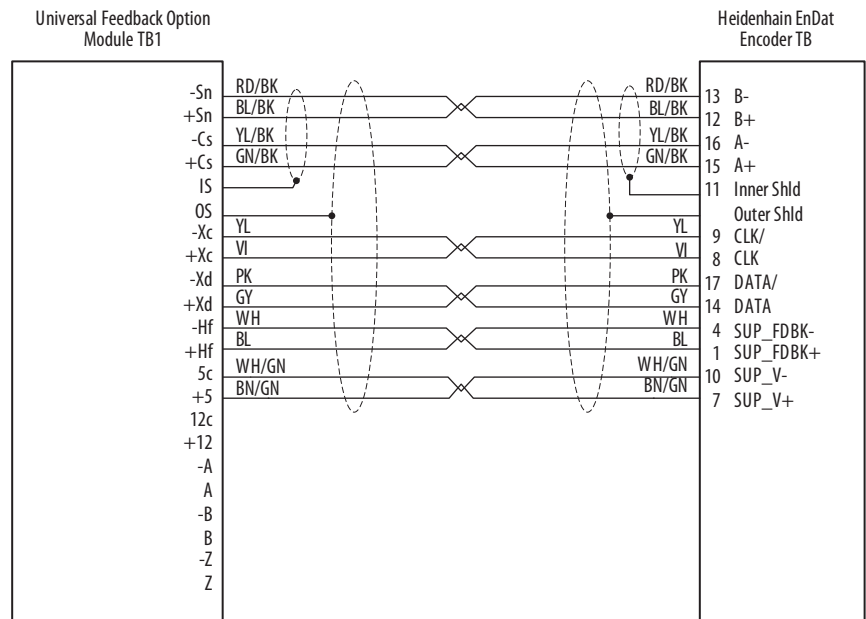 Universal Feedback Option
Module TB1
Heidenhain EnDat
Encoder TB
-Sn RD/BK RD/BK 13 B-
+Sn BL/BK BL/BK 12 B+
-Cs YL/BK YL/BK 16 A-
+Cs GN/BK GN/BK 15 A+
IS 11 Inner Shld
OS Outer Shld
-Xc YL YL 9 CLK/
+Xc VI VI 8 CLK
-Xd PK PK 17 DATA/
+Xd GY GY 14 DATA
-Hf WH WH 4 SUP_FDBK-
+Hf BL BL 1 SUP_FDBK+
5c WH/GN WH/GN 10 SUP_V-
+5 BN/GN BN/GN 7 SUP_V+
12c
+12
-A
A
-B
B
-Z
Z